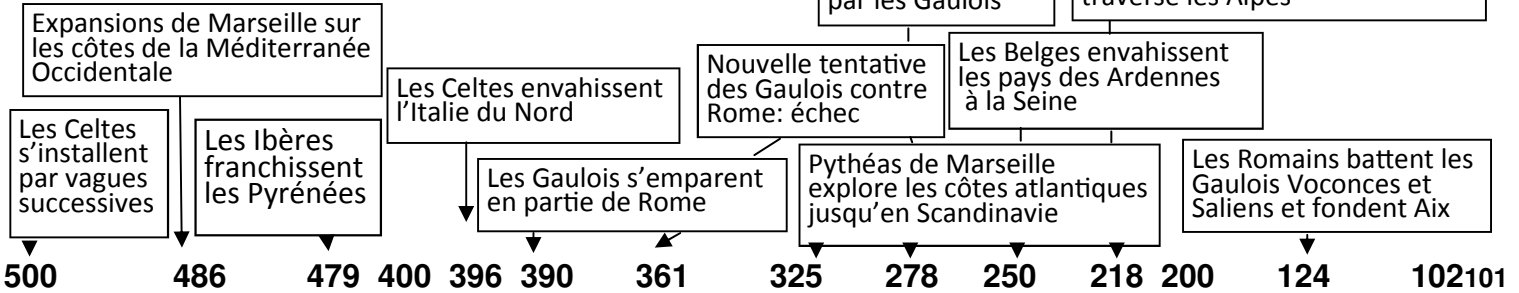 par les Gaulois
traverse les Alpes
Expansions de Marseille sur
les côtes de la Méditerranée
Occidentale
Les Celtes
s’installent
par vagues
successives
Les Ibères
franchissent
les Pyrénées
Les Celtes envahissent
l’Italie du Nord
Les Gaulois s’emparent
en partie de Rome
Nouvelle tentative
des Gaulois contre
Rome: échec
Les Belges envahissent
les pays des Ardennes
à la Seine
Pythéas de Marseille
explore les côtes atlantiques
jusqu’en Scandinavie
Les Romains battent les
Gaulois Voconces et
Saliens et fondent Aix
500 486 479 400 396 390 361 325 278 250 218 200 124 102 101